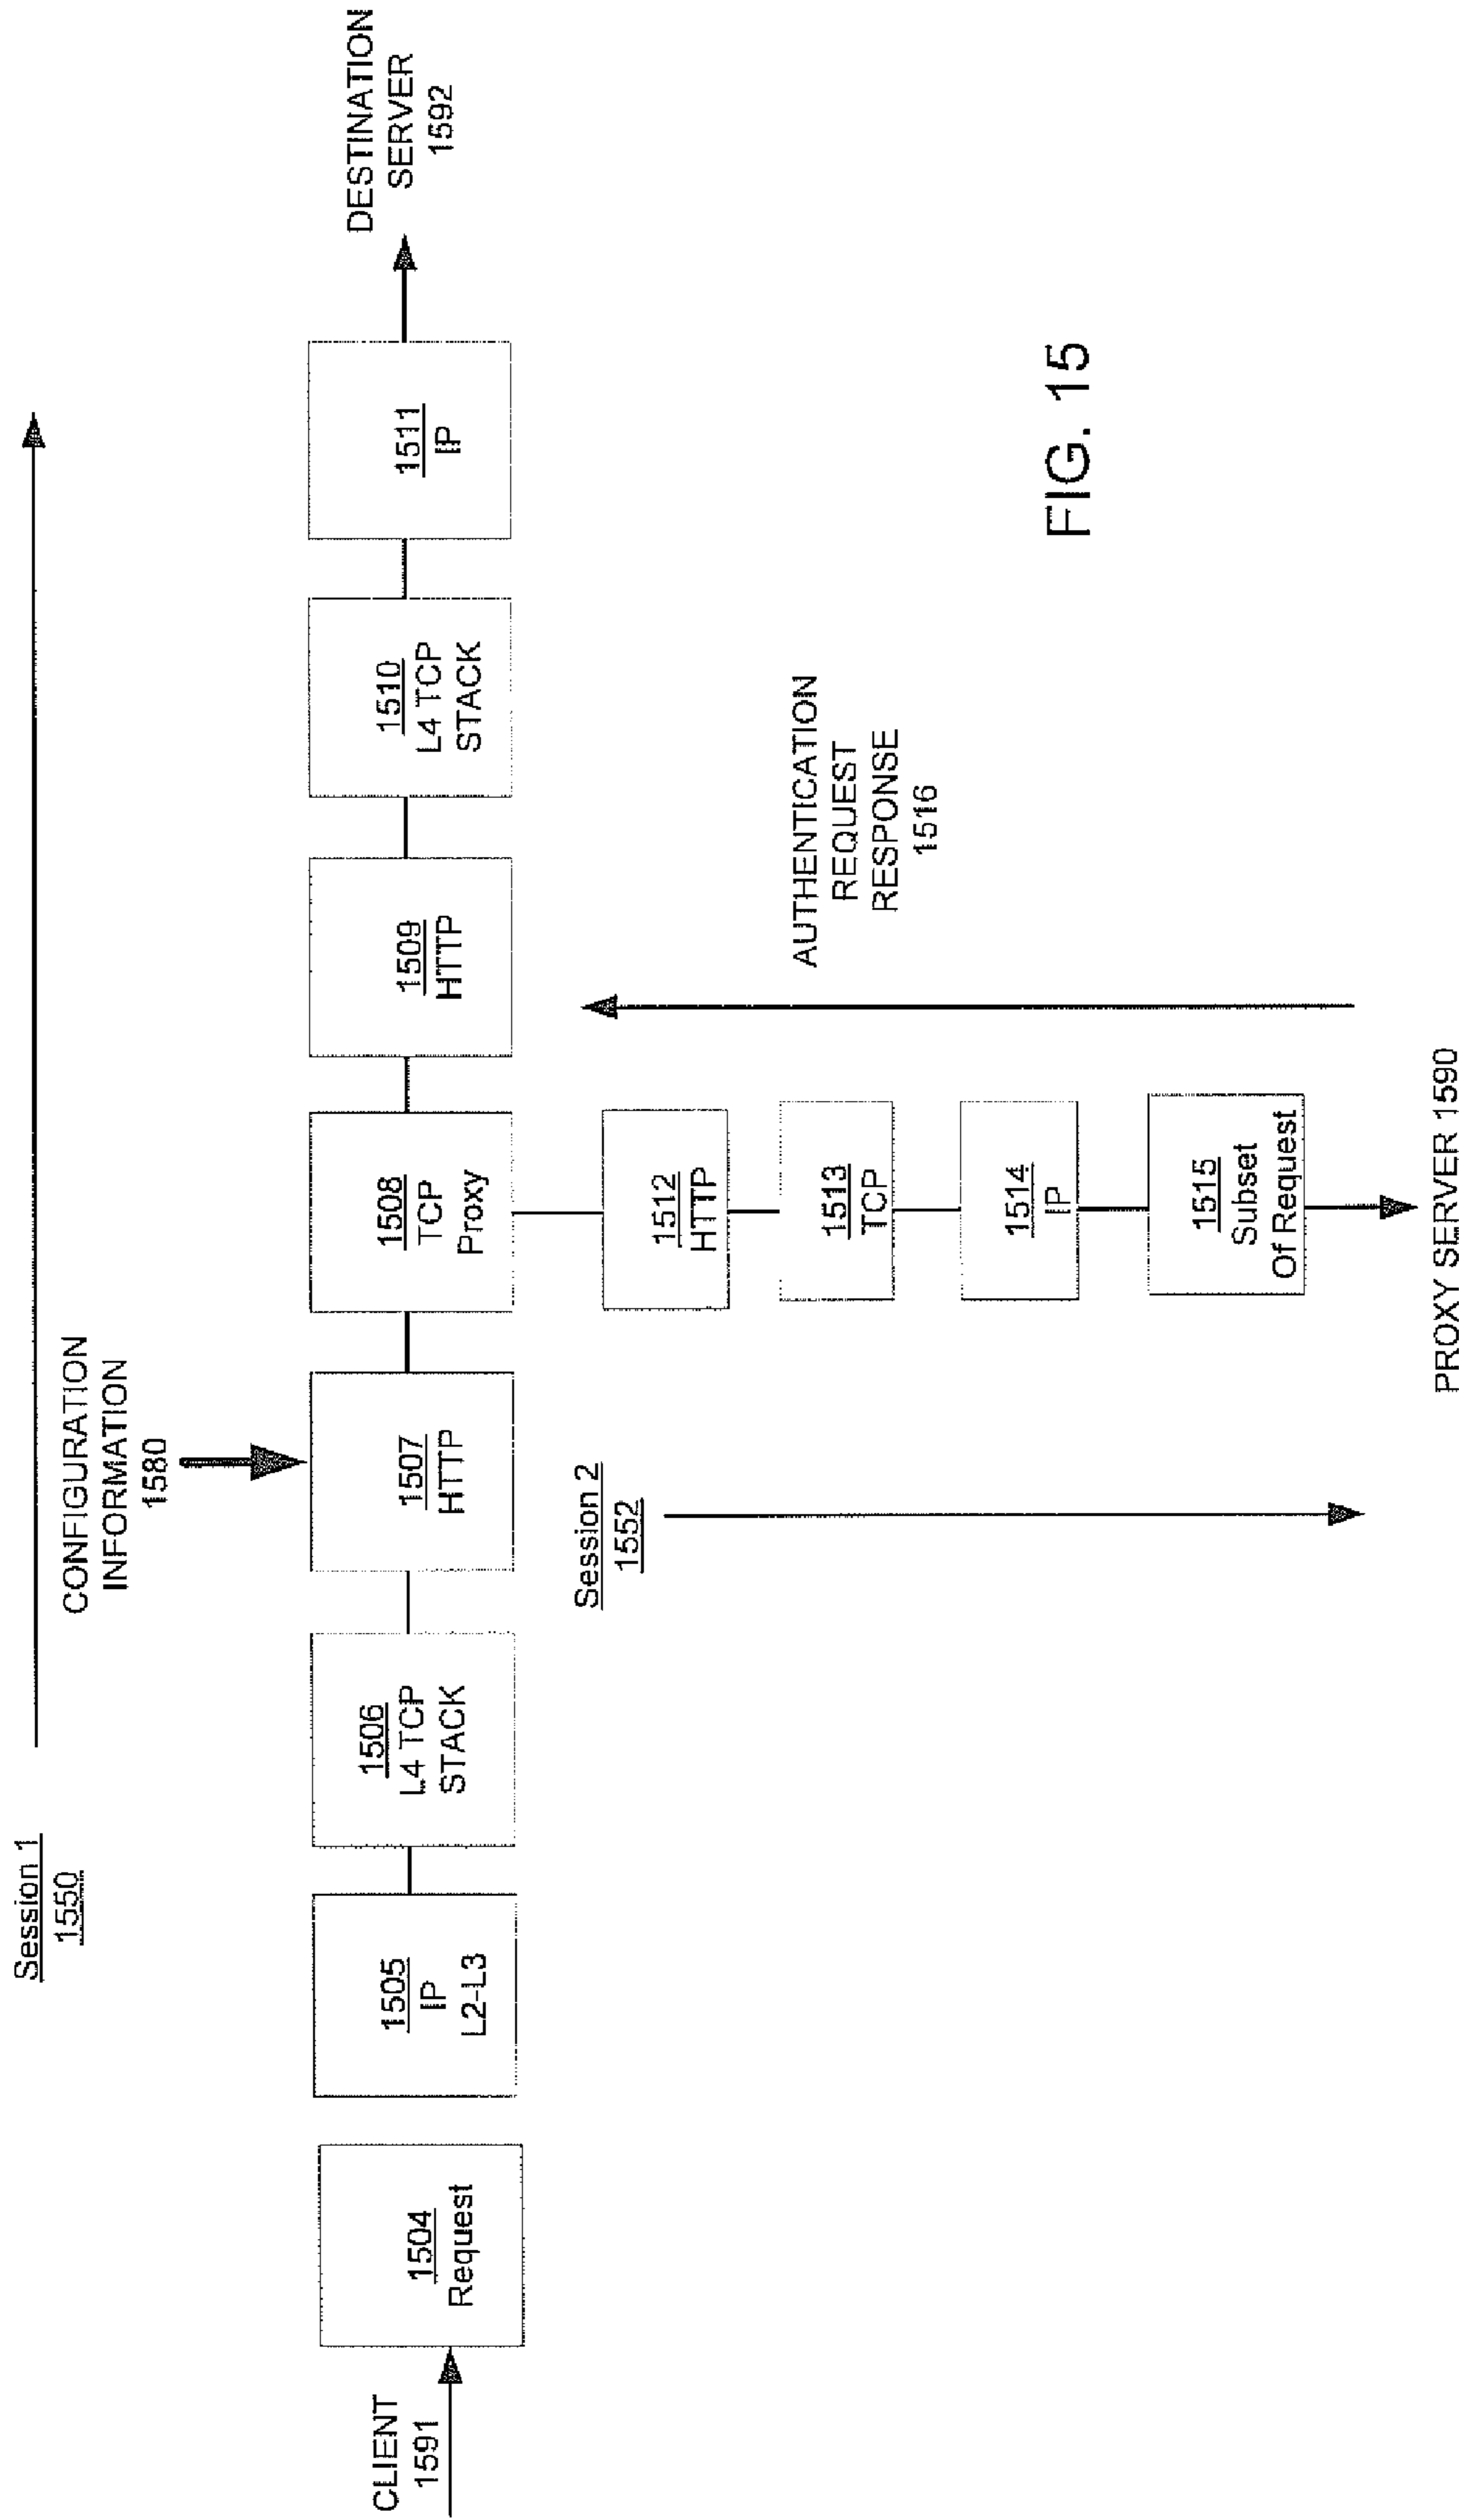 Session 1
1550
CONFIGURATION
INFORMATION
1580
CLIENT
1591
1504
Request
1505
IP
L2-L3
1506
L4 TCP
STACK
1507
HTTP
1508
TCP
Proxy
1509
HTTP
1510
L4 TCP
STACK
1511
IP
DESTINATION
SERVER
1592
Session 2
1552
1512
HTTP
1513
TCP
1514
IP
1515
Subset
Of Request
PROXY SERVER 1590
AUTHENTICATION
REQUEST
RESPONSE
1516
FIG. 15